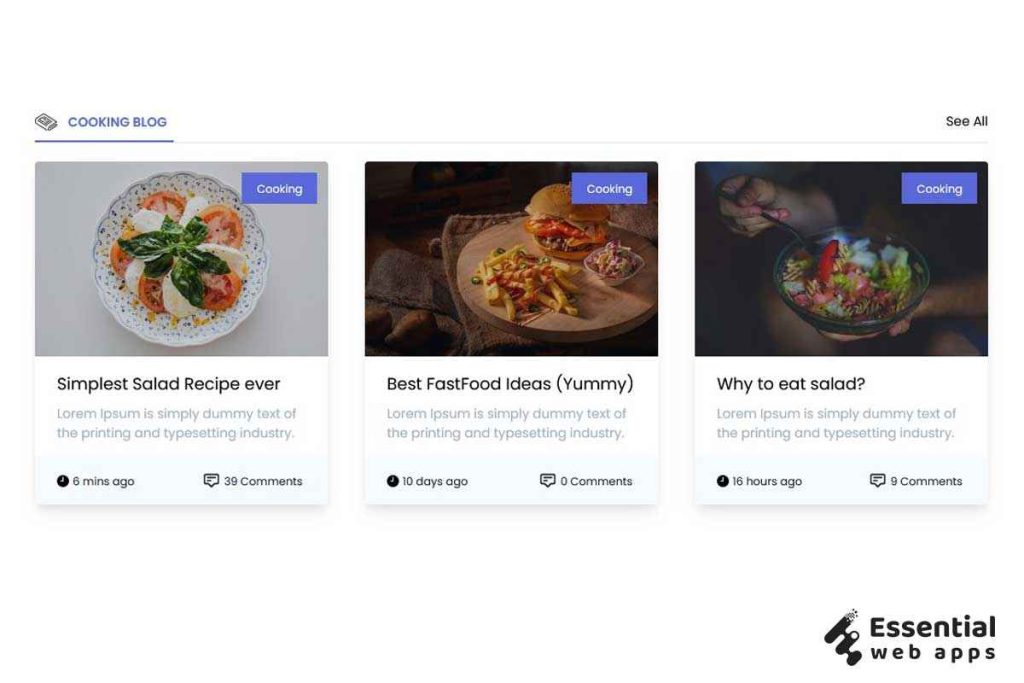 COOKING BLOG
See All
Cooking
Simplest Salad Recipe ever
Lorem Ipsum is simply dummy text of
the printing and typesetting industry.
6 mins ago
39 Comments
Cooking
Best FastFood Ideas (Yummy)
Lorem Ipsum is simply dummy text of
the printing and typesetting industry.
10 days ago
0 Comments
Cooking
Why to eat salad?
Lorem Ipsum is simply dummy text of
the printing and typesetting industry.
16 hours ago
9 Comments
Essential
web apps